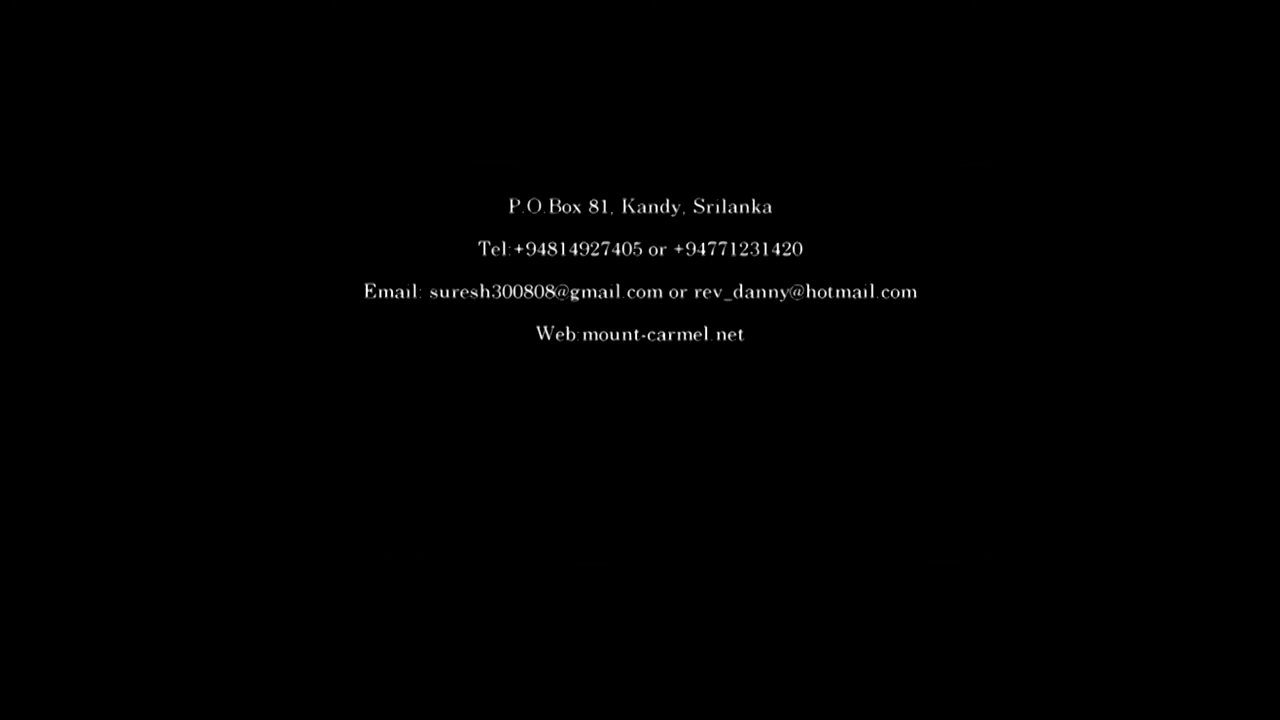 P.O.Box 81, Kandy, Srilanka
Tel:+94814927405 or +94771231420
Email: suresh300808@gmail.com or rev_danny@hotmail.com
Web:mount-carmel.net